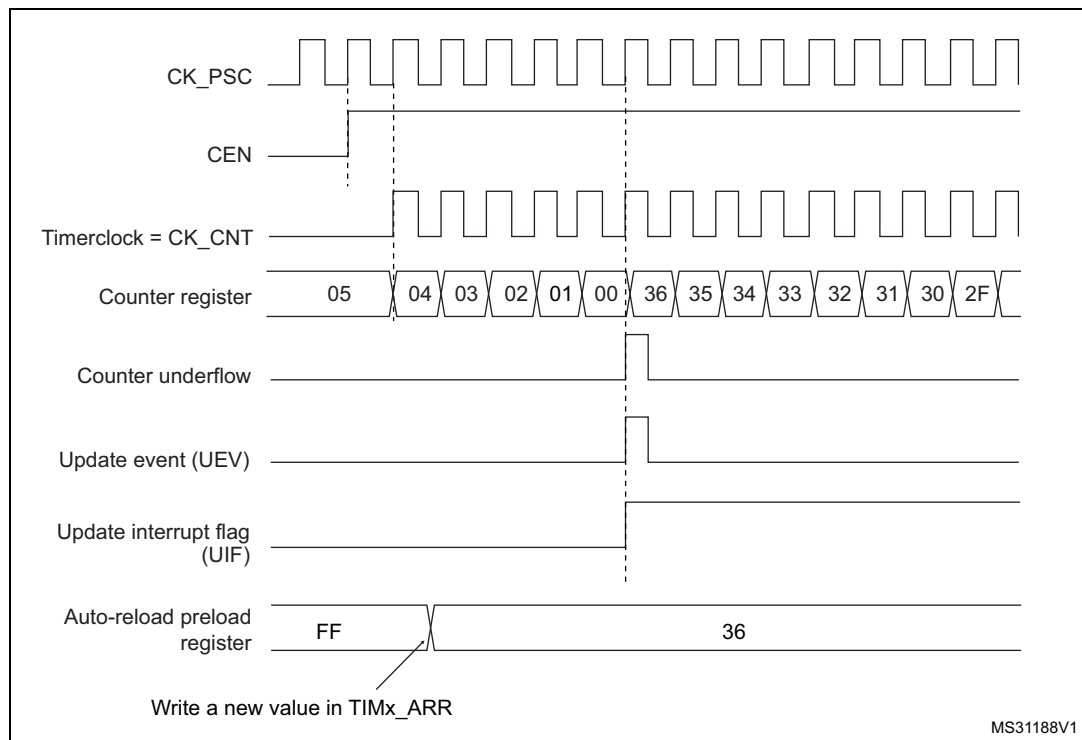 CK_PSC
CEN
Timerclock = CK_CNT
Counter register
05 04 03 02 01 00 36 35 34 33 32 31 30 2F
Counter underflow
Update event (UEV)
Update interrupt flag
(UIF)
Auto-reload preload
register
FF 36
Write a new value in TIMx_ARR
MS31188V1